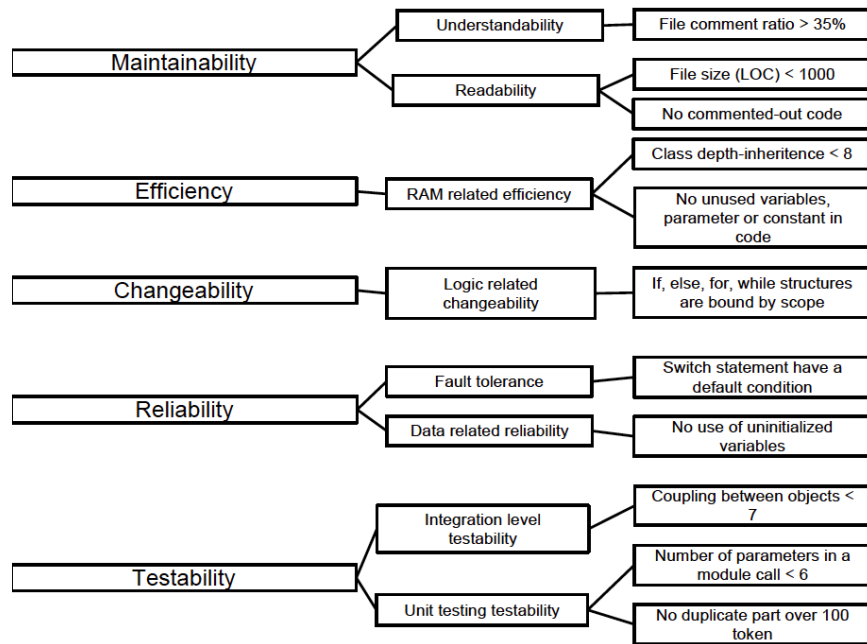 Maintainability
Understandability
File comment ratio > 35%
Readability
File size (LOC) < 1000
No commented-out code
Efficiency
RAM related efficiency
Class depth-inheritence < 8
No unused variables,
parameter or constant in
code
Changeability
Logic related
changeability
If, else, for, while structures
are bound by scope
Reliability
Fault tolerance
Switch statement have a
default condition
Data related reliability
No use of uninitialized
variables
Testability
Integration level
testability
Coupling between objects <
7
Unit testing testability
Number of parameters in a
module call < 6
No duplicate part over 100
token